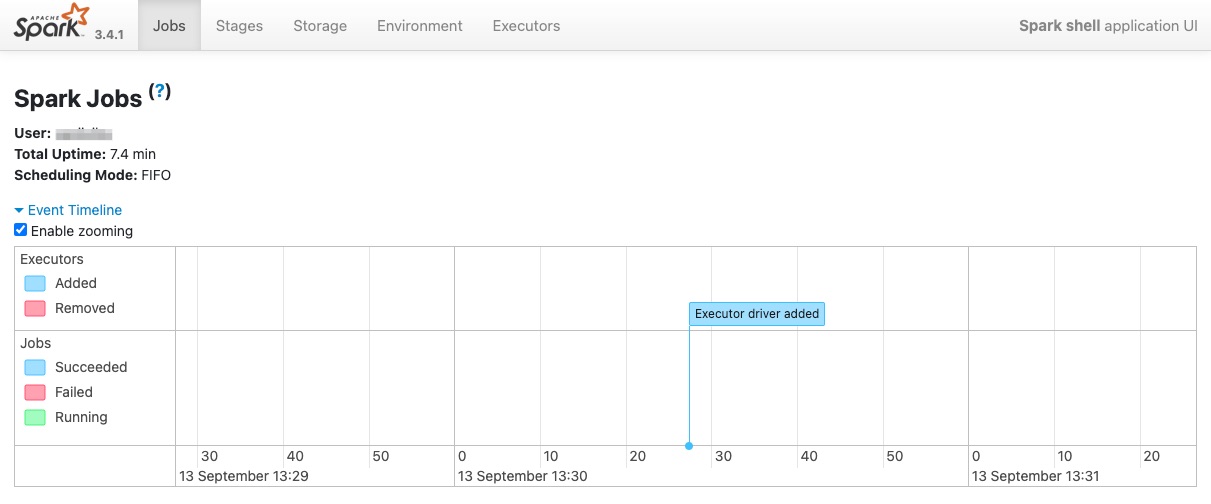 APACHE
Spark 3.4.1 Jobs Stages Storage Environment Executors Spark shell application UI
Spark Jobs (?)
User:
Total Uptime: 7.4 min
Scheduling Mode: FIFO
Event Timeline
Enable zooming
Executors
Added
Removed
Executor driver added
Jobs
Succeeded
Failed
Running
30 40 50 0 10 20 30 40 50 0 10 20
13 September 13:29 13 September 13:30 13 September 13:31